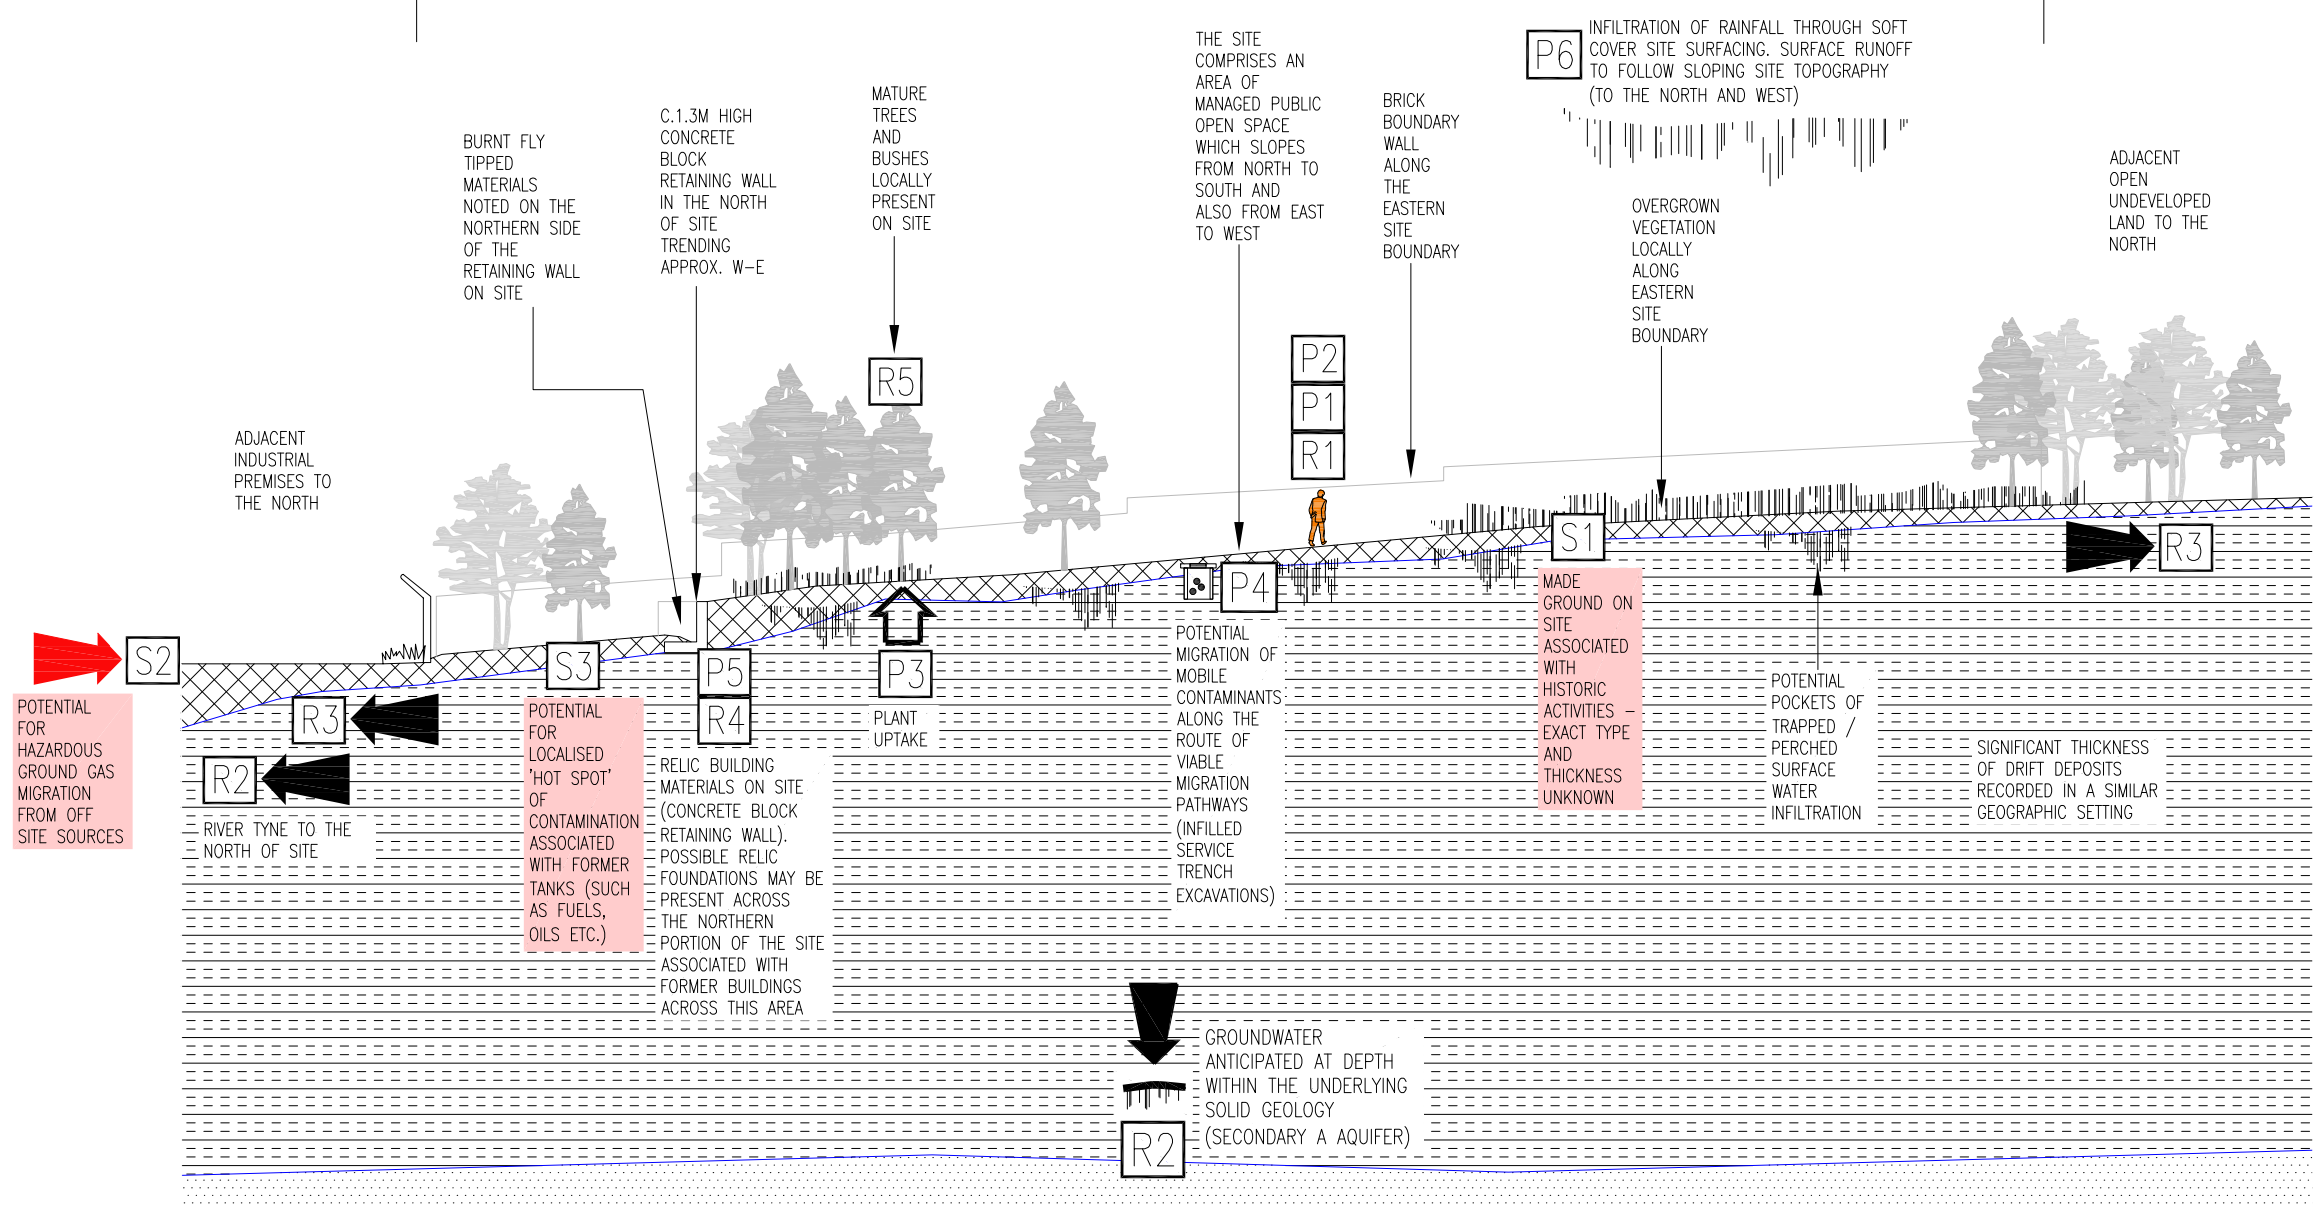 P6
INFILTRATION OF RAINFALL THROUGH SOFT
COVER SITE SURFACING. SURFACE RUNOFF
TO FOLLOW SLOPING SITE TOPOGRAPHY
(TO THE NORTH AND WEST)
THE SITE
COMPRISES AN
AREA OF
MANAGED PUBLIC
OPEN SPACE
WHICH SLOPES
FROM NORTH TO
SOUTH AND
ALSO FROM EAST
TO WEST
MATURE
TREES
AND
BUSHES
LOCALLY
PRESENT
ON SITE
BRICK
BOUNDARY
WALL
ALONG
THE
EASTERN
SITE
BOUNDARY
C.1.3M HIGH
CONCRETE
BLOCK
RETAINING WALL
IN THE NORTH
OF SITE
TRENDING
APPROX. W-E
BURNT FLY
TIPPED
MATERIALS
NOTED ON THE
NORTHERN SIDE
OF THE
RETAINING WALL
ON SITE
ADJACENT
OPEN
UNDEVELOPED
LAND TO THE
NORTH
OVERGROWN
VEGETATION
LOCALLY
ALONG
EASTERN
SITE
BOUNDARY
P2
P1
R1
R5
ADJACENT
INDUSTRIAL
PREMISES TO
THE NORTH
S1
MADE
GROUND ON
SITE
ASSOCIATED
WITH
HISTORIC
ACTIVITIES -
EXACT TYPE
AND
THICKNESS
UNKNOWN
R3
P4
POTENTIAL
MIGRATION OF
MOBILE
CONTAMINANTS
ALONG THE
ROUTE OF
VIABLE
MIGRATION
PATHWAYS
(INFILLED
SERVICE
TRENCH
EXCAVATIONS)
S2
POTENTIAL
FOR
HAZARDOUS
GROUND GAS
MIGRATION
FROM OFF
SITE SOURCES
S3
POTENTIAL
FOR
LOCALISED
'HOT SPOT'
OF
CONTAMINATION
ASSOCIATED
WITH FORMER
TANKS (SUCH
AS FUELS,
OILS ETC.)
P5
R4
RELIC BUILDING
MATERIALS ON SITE
(CONCRETE BLOCK
RETAINING WALL).
POSSIBLE RELIC
FOUNDATIONS MAY BE
PRESENT ACROSS
THE NORTHERN
PORTION OF THE SITE
ASSOCIATED WITH
FORMER BUILDINGS
ACROSS THIS AREA
P3
PLANT
UPTAKE
R3
R2
RIVER TYNE TO THE
NORTH OF SITE
POTENTIAL
POCKETS OF
TRAPPED /
PERCHED
SURFACE
WATER
INFILTRATION
SIGNIFICANT THICKNESS
OF DRIFT DEPOSITS
RECORDED IN A SIMILAR
GEOGRAPHIC SETTING
GROUNDWATER
ANTICIPATED AT DEPTH
WITHIN THE UNDERLYING
SOLID GEOLOGY
(SECONDARY A AQUIFER)
R2